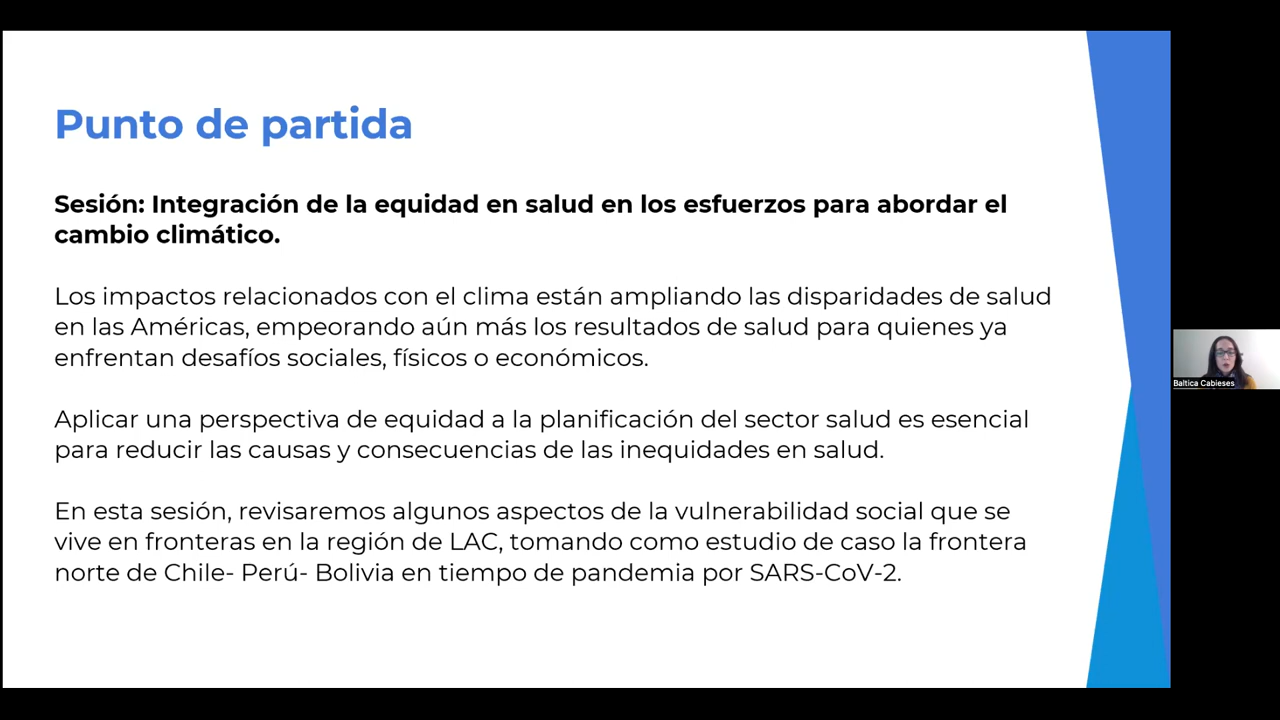 Punto de partida
Sesión: Integración de la equidad en salud en los esfuerzos para abordar el
cambio climático.
Los impactos relacionados con el clima están ampliando las disparidades de salud
en las Américas, empeorando aún más los resultados de salud para quienes ya
enfrentan desafíos sociales, físicos o económicos.
Aplicar una perspectiva de equidad a la planificación del sector salud es esencial
para reducir las causas y consecuencias de las inequidades en salud.
En esta sesión, revisaremos algunos aspectos de la vulnerabilidad social que se
vive en fronteras en la región de LAC, tomando como estudio de caso la frontera
norte de Chile- Perú- Bolivia en tiempo de pandemia por SARS-CoV-2.
Baltica Cabieses